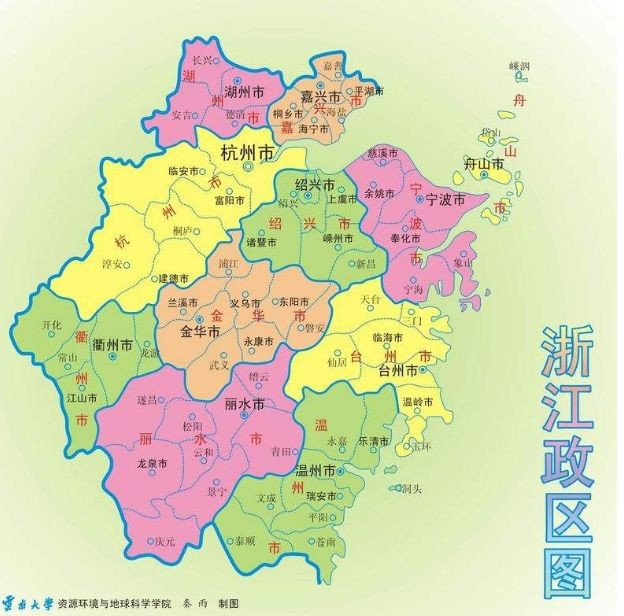 长兴
湖州市
湖州市
安吉
德清
嘉善
嘉兴市
平湖市
嘉兴市
桐乡市
海盐
海宁市
嵊泗
舟山市
岱山
舟山市
杭州市
临安市
杭州市
富阳市
桐庐
淳安
建德市
绍兴市
绍兴
上虞市
绍兴市
诸暨市
嵊州市
新昌
慈溪市
余姚市
宁波市
宁波市
奉化市
象山
宁海
浦江
兰溪市
义乌市
东阳市
金华市
金华市
永康市
磐安
武义
开化
衢州市
衢州市
常山
龙游
江山市
天台
三门
临海市
台州市
仙居
台州市
温岭市
玉环
缙云
遂昌
丽水市
松阳
丽水市
云和
青田
龙泉市
景宁
庆元
温州市
永嘉
乐清市
温州市
洞头
文成
瑞安市
平阳
泰顺
苍南
浙江政区图
云南大学 资源环境与地球科学学院 秦雨 制图